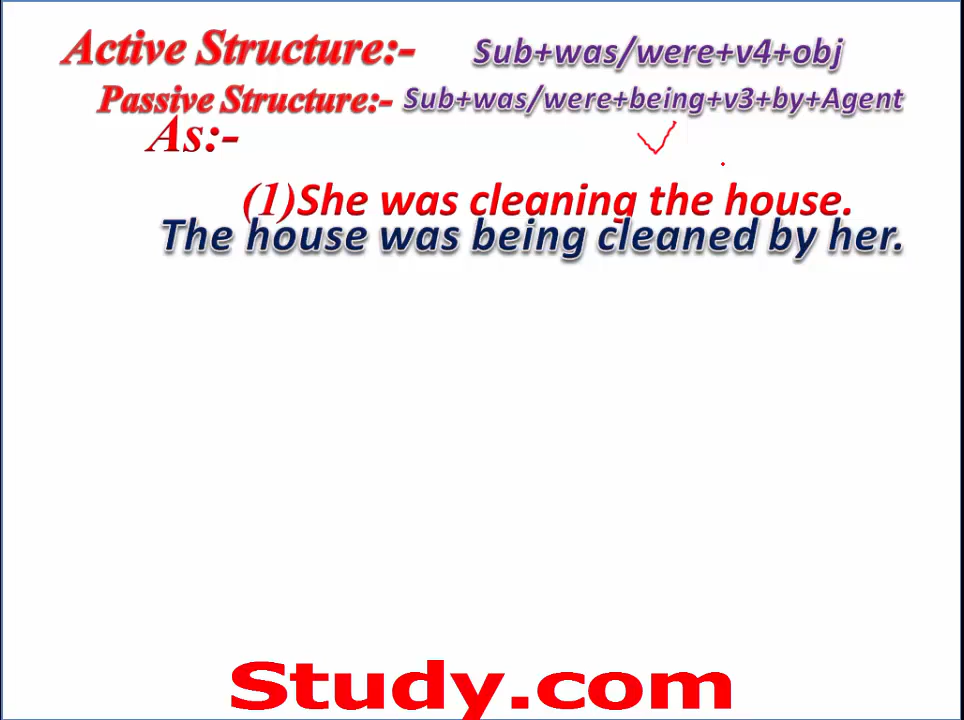 Active Structure:- Sub+was/were+v4+obj
Passive Structure:- Sub+was/were+being+v3+by+Agent
As:-
(1)She was cleaning the house.
The house was being cleaned by her.
Study.com